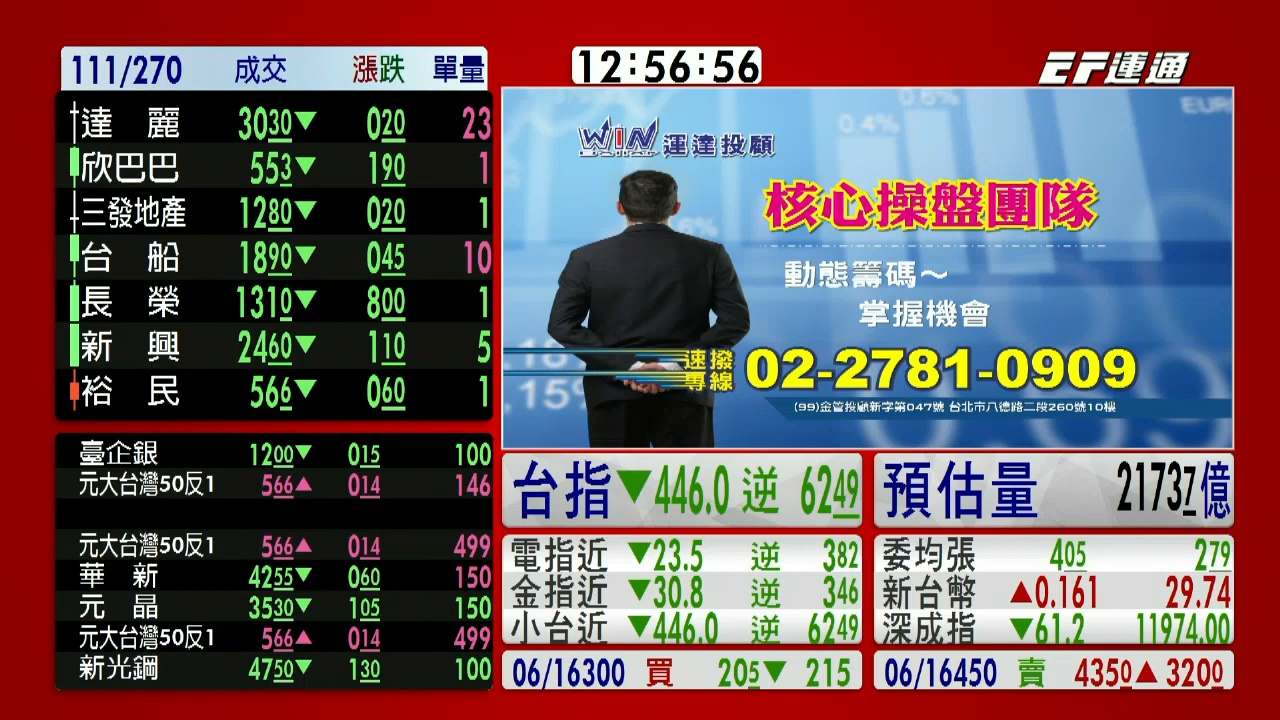 111/270 成交 漲跌 單量
達 麗 3030▼ 020 23
欣巴巴 553▼ 190 1
三發地產 1280▼ 020 1
台 船 1890▼ 045 10
長 榮 1310▼ 800 1
新 興 2460▼ 110 5
裕 民 566▼ 060 1
臺企銀 1200▼ 015 100
元大台灣50反1 566▲ 014 146
元大台灣50反1 566▲ 014 499
華 新 4255▼ 060 150
元 晶 3530▼ 105 150
元大台灣50反1 566▲ 014 499
新光鋼 4750▼ 130 100
12:56:56
EF運通
0.4%
0.6%
EUR
WIN 運達投顧
核心操盤團隊
動態籌碼～
掌握機會
速撥專線 02-2781-0909
(99)金管投顧新字第047號 台北市八德路二段260號10樓
台指▼446.0 逆 6249
預估量 21737億
電指近 ▼23.5 逆 382
金指近 ▼30.8 逆 346
小台近 ▼446.0 逆 6249
委均張 405 279
新台幣 ▲0.161 29.74
深成指 ▼61.2 11974.00
06/16300 買 205▼ 215
06/16450 賣 4350▲ 3200